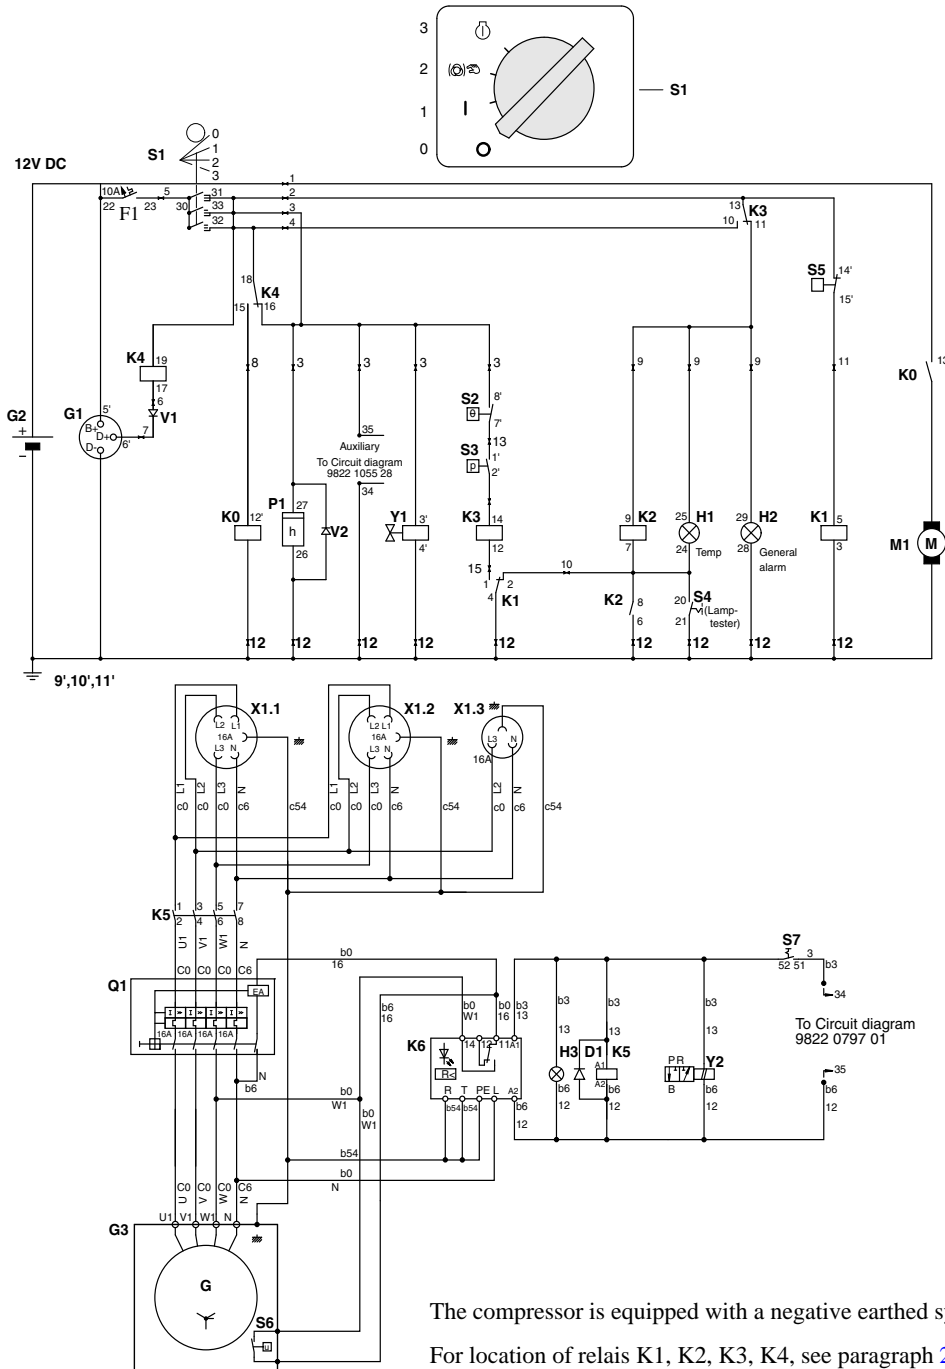 3
2
1
0
S1
0
1
2
3
S1
12V DC
10A
22
F1
23
5
30
31
33
32
1
2
3
4
13
10
11
K3
18
15
16
K4
S5
14'
15'
K4
19
17
6
V1
7
8
3
3
3
3
9
9
9
11
K0
13
G2
+
-
G1
5'
B+
D+
D-
6'
35
Auxiliary
To Circuit diagram
9822 1055 28
34
S2
θ
8'
7'
13
S3
p
1'
2'
K0
12'
P1
27
h
26
V2
Y1
3'
4'
K3
14
12
K2
9
7
H1
25
24
Temp
H2
29
28
General
alarm
K1
5
3
M1
M
15
1
2
4
K1
10
K2
8
6
S4
20
21
(Lamp-
tester)
12
12
12
12
12
12
12
12
12
9',10',11'
X1.1
L2
L1
16A
L3
N
X1.2
L2
L1
16A
L3
N
X1.3
L3
N
16A
L1
L2
L3
N
c0
c0
c0
c6
c54
L1
L2
L3
N
c0
c0
c0
c6
c54
L2
N
c0
c6
c54
K5
1
3
5
7
2
4
6
8
U1
V1
W1
N
C0
C0
C0
C6
Q1
EA
I »
I »
I »
I »
16A
16A
16A
16A
N
b6
b0
16
b6
16
b0
W1
b0
16
b3
13
K6
14
12
11
A1
R<
R
T
PE
L
A2
b54
b54
b6
12
b0
W1
b0
W1
b54
b0
N
S7
52
51
3
b3
34
To Circuit diagram
9822 0797 01
35
b6
12
b3
13
H3
b6
12
D1
b3
13
K5
A1
A2
b6
12
b3
13
P R
B
Y2
b6
12
C0
C0
C0
C6
U
V
W
N
U1
V1
W1
N
G3
G
S6
u
The compressor is equipped with a negative earthed s
For location of relais K1, K2, K3, K4, see paragraph 2